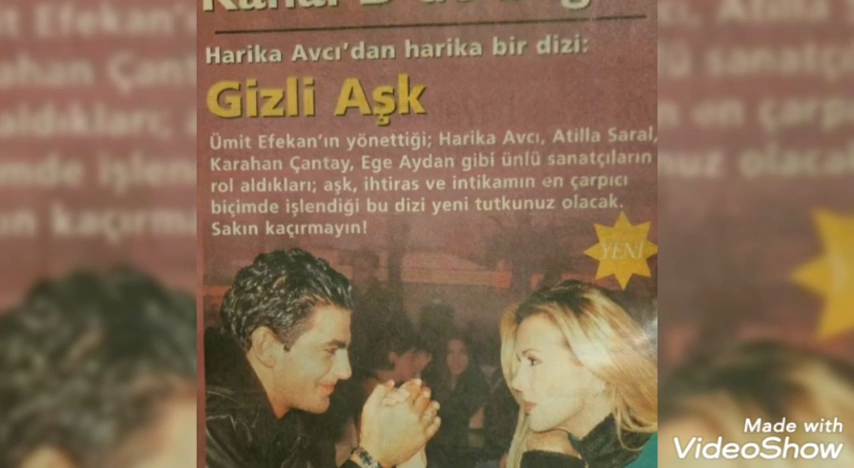 Harika Avcı'dan harika bir dizi:
Gizli Aşk
Ümit Efekan'ın yönettiği; Harika Avcı, Atilla Saral,
Karahan Çantay, Ege Aydan gibi ünlü sanatçıların
rol aldıkları; aşk, ihtiras ve intikamın en çarpıcı
biçimde işlendiği bu dizi yeni tutkunuz olacak.
Sakın kaçırmayın!
YENİ
Made with
VideoShow